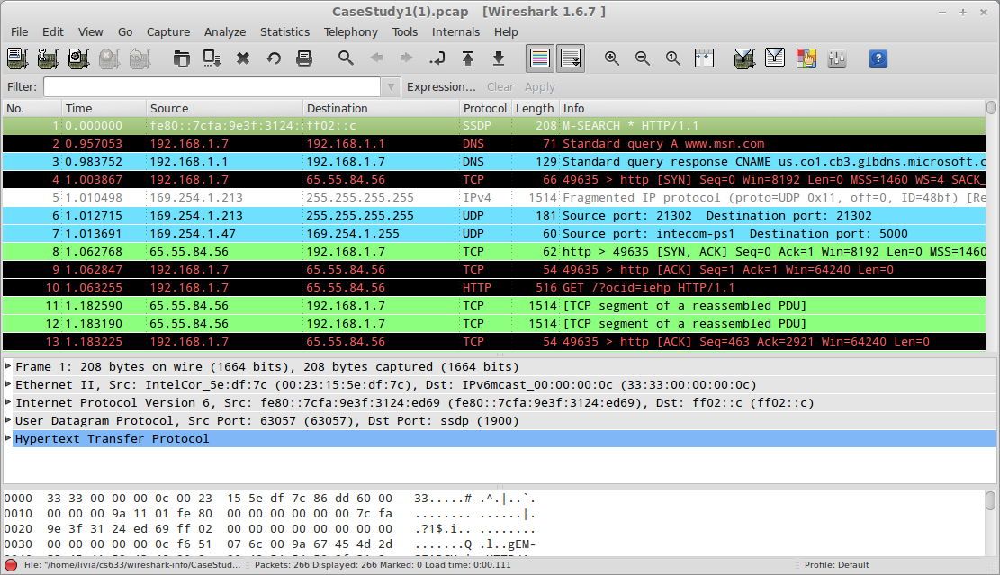 CaseStudy1(1).pcap [Wireshark 1.6.7 ]
File Edit View Go Capture Analyze Statistics Telephony Tools Internals Help
Filter: Expression... Clear Apply
No. Time Source Destination Protocol Length Info
1 0.000000 fe80::7cfa:9e3f:3124: ff02::c SSDP 208 M-SEARCH * HTTP/1.1
2 0.957053 192.168.1.7 192.168.1.1 DNS 71 Standard query A www.msn.com
3 0.983752 192.168.1.1 192.168.1.7 DNS 129 Standard query response CNAME us.co1.cb3.glbdns.microsoft.c
4 1.003867 192.168.1.7 65.55.84.56 TCP 66 49635 > http [SYN] Seq=0 Win=8192 Len=0 MSS=1460 WS=4 SACK_
5 1.010498 169.254.1.213 255.255.255.255 IPv4 1514 Fragmented IP protocol (proto=UDP 0x11, off=0, ID=48bf) [Re
6 1.012715 169.254.1.213 255.255.255.255 UDP 181 Source port: 21302 Destination port: 21302
7 1.013691 169.254.1.47 169.254.1.255 UDP 60 Source port: intecom-ps1 Destination port: 5000
8 1.062768 65.55.84.56 192.168.1.7 TCP 62 http > 49635 [SYN, ACK] Seq=0 Ack=1 Win=8192 Len=0 MSS=1460
9 1.062847 192.168.1.7 65.55.84.56 TCP 54 49635 > http [ACK] Seq=1 Ack=1 Win=64240 Len=0
10 1.063255 192.168.1.7 65.55.84.56 HTTP 516 GET /?ocid=iehp HTTP/1.1
11 1.182590 65.55.84.56 192.168.1.7 TCP 1514 [TCP segment of a reassembled PDU]
12 1.183190 65.55.84.56 192.168.1.7 TCP 1514 [TCP segment of a reassembled PDU]
13 1.183225 192.168.1.7 65.55.84.56 TCP 54 49635 > http [ACK] Seq=463 Ack=2921 Win=64240 Len=0
Frame 1: 208 bytes on wire (1664 bits), 208 bytes captured (1664 bits)
Ethernet II, Src: IntelCor_5e:df:7c (00:23:15:5e:df:7c), Dst: IPv6mcast_00:00:00:0c (33:33:00:00:00:0c)
Internet Protocol Version 6, Src: fe80::7cfa:9e3f:3124:ed69 (fe80::7cfa:9e3f:3124:ed69), Dst: ff02::c (ff02::c)
User Datagram Protocol, Src Port: 63057 (63057), Dst Port: ssdp (1900)
Hypertext Transfer Protocol
0000 33 33 00 00 00 0c 00 23 15 5e df 7c 86 dd 60 00 33.....# .^.|..`.
0010 00 00 00 9a 11 01 fe 80 00 00 00 00 00 00 7c fa ........ ......|.
0020 9e 3f 31 24 ed 69 ff 02 00 00 00 00 00 00 00 00 .?1$.i.. ........
0030 00 00 00 00 00 0c f6 51 07 6c 00 9a 67 45 4d 2d .......Q .l..gEM-
File: "/home/livia/cs633/wireshark-info/CaseStud... Packets: 266 Displayed: 266 Marked: 0 Load time: 0:00.111 Profile: Default